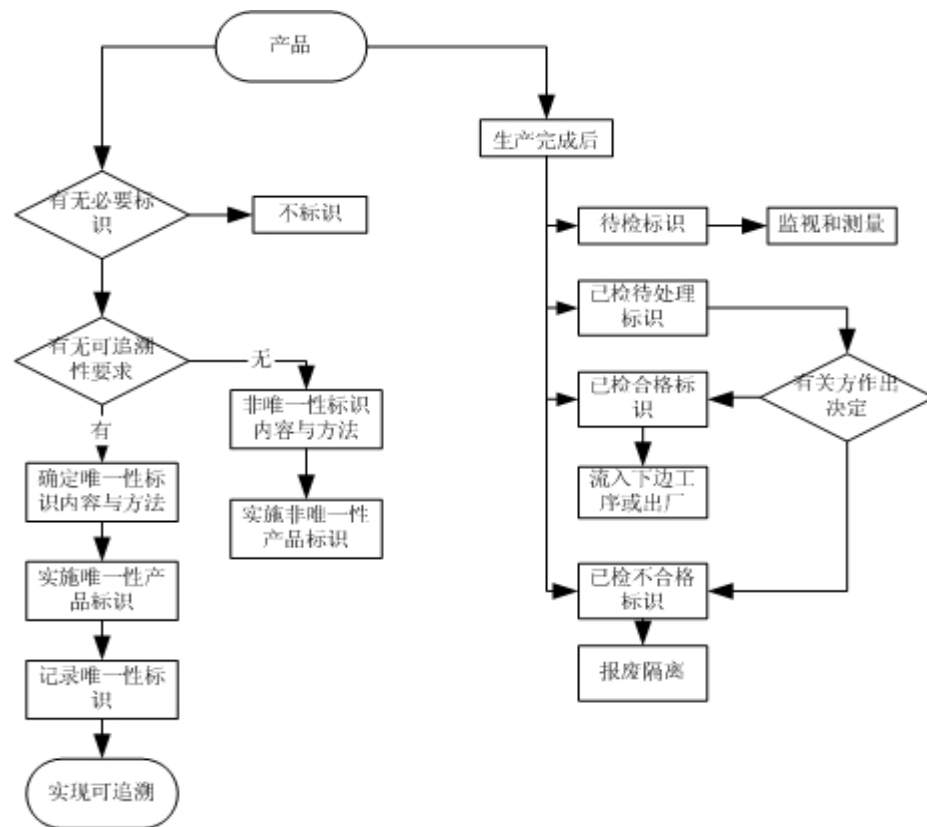 产品
生产完成后
有无必要标
识
不标识
待检标识
监视和测量
已检待处理
标识
有无可追溯
性要求
无
有关方作出
决定
已检合格标
识
非唯一性标识
内容与方法
有
确定唯一性标
识内容与方法
流入下边工
序或出厂
实施非唯一性
产品标识
实施唯一性产
品标识
已检不合格
标识
报废隔离
记录唯一性标
识
实现可追溯